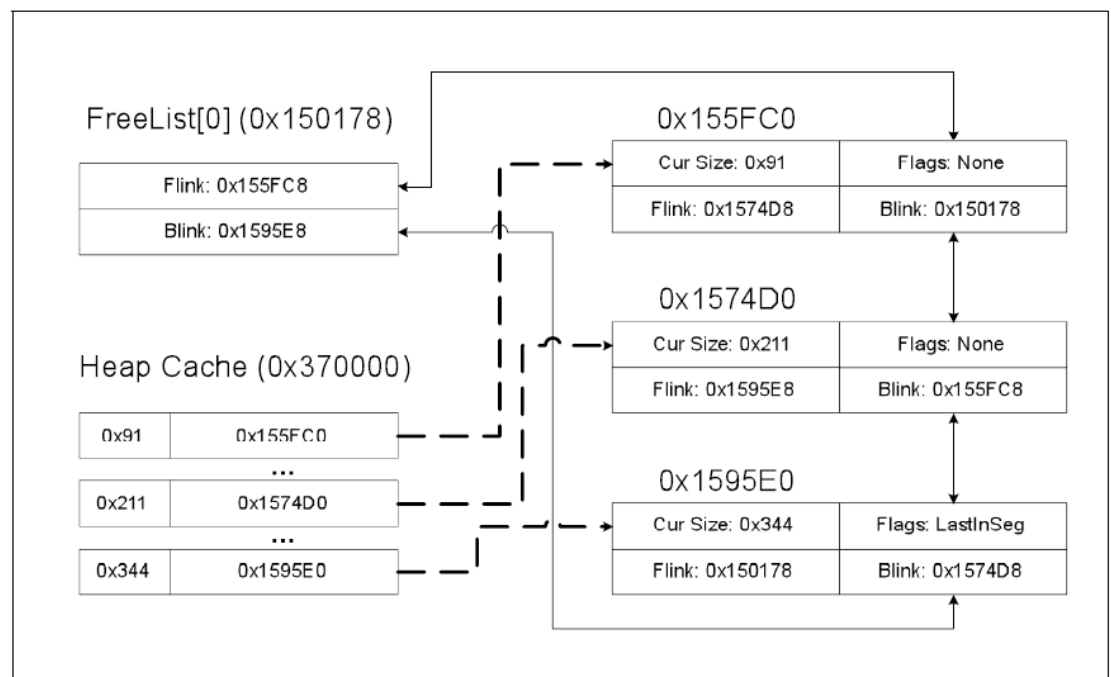 FreeList[0] (0x150178)
Flink: 0x155FC8
Blink: 0x1595E8
Heap Cache (0x370000)
0x91 0x155FC0
...
0x211 0x1574D0
...
0x344 0x1595E0
0x155FC0
Cur Size: 0x91 Flags: None
Flink: 0x1574D8 Blink: 0x150178
0x1574D0
Cur Size: 0x211 Flags: None
Flink: 0x1595E8 Blink: 0x155FC8
0x1595E0
Cur Size: 0x344 Flags: LastInSeg
Flink: 0x150178 Blink: 0x1574D8